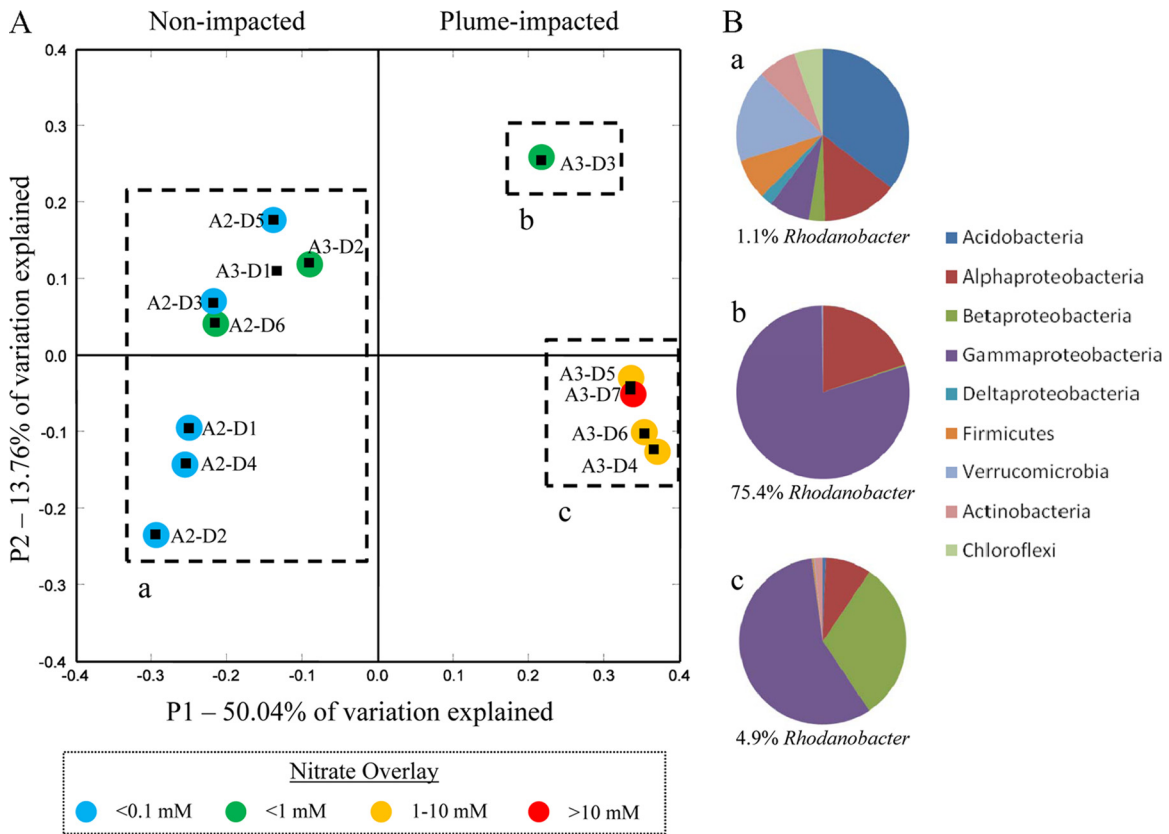 A
Non-impacted
Plume-impacted
B
0.4
0.3
0.2
0.1
0.0
-0.1
-0.2
-0.3
-0.4
P2 – 13.76% of variation explained
-0.4
-0.3
-0.2
-0.1
0.0
0.1
0.2
0.3
0.4
P1 – 50.04% of variation explained
A2-D5
A3-D2
A3-D1
A2-D3
A2-D6
A2-D1
A2-D4
A2-D2
a
A3-D3
b
A3-D5
A3-D7
A3-D6
A3-D4
c
Nitrate Overlay
<0.1 mM
<1 mM
1-10 mM
>10 mM
a
1.1% Rhodanobacter
b
75.4% Rhodanobacter
c
4.9% Rhodanobacter
Acidobacteria
Alphaproteobacteria
Betaproteobacteria
Gammaproteobacteria
Deltaproteobacteria
Firmicutes
Verrucomicrobia
Actinobacteria
Chloroflexi